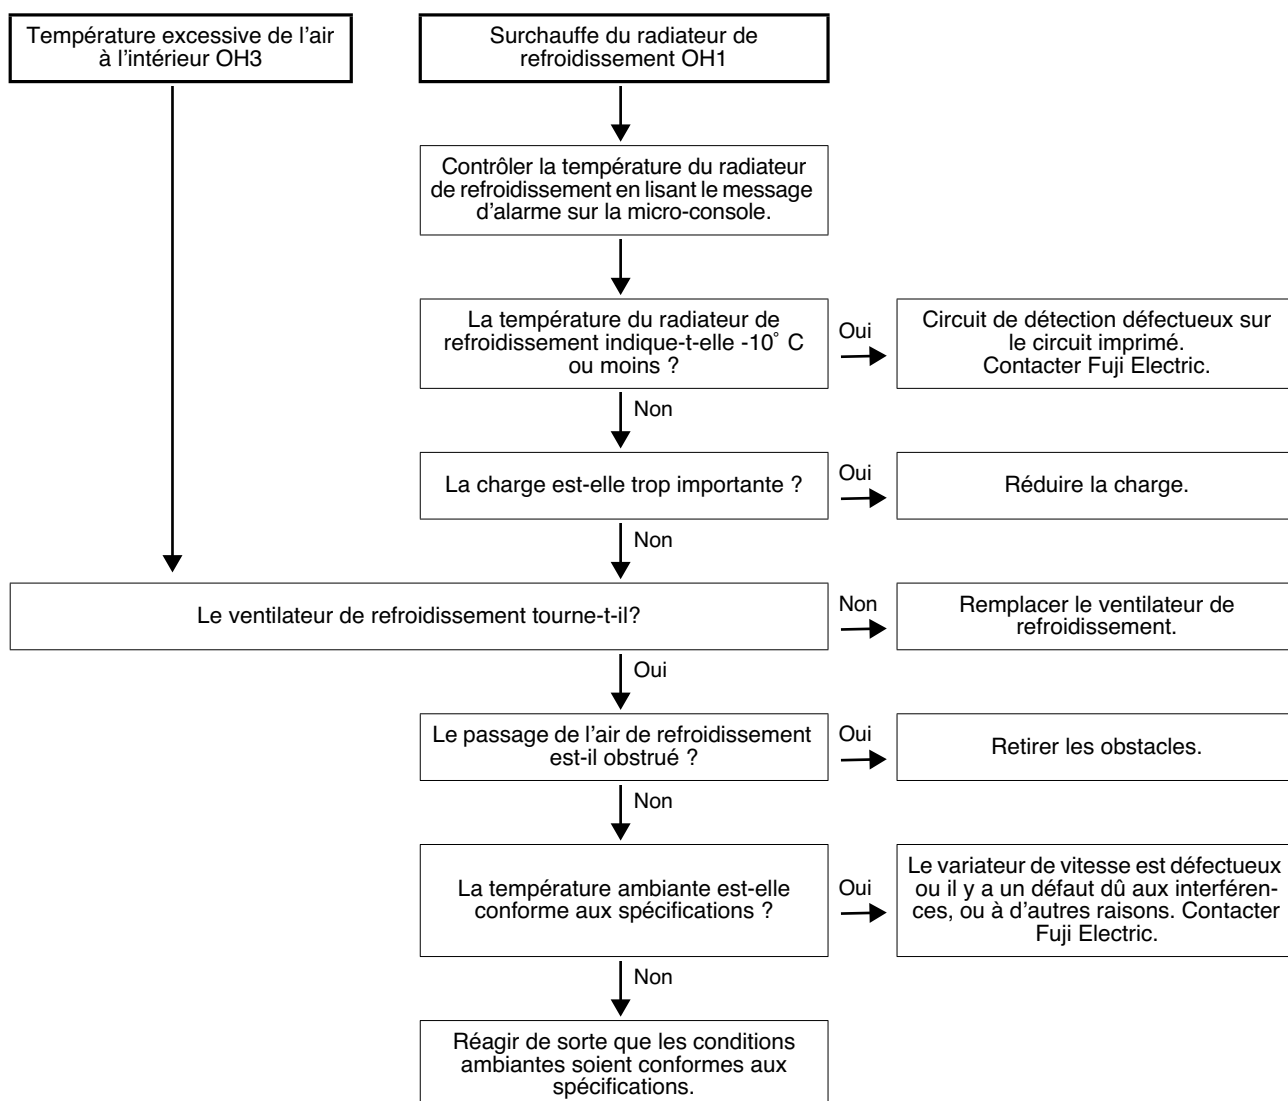 Température excessive de l'air
à l'intérieur OH3
Surchauffe du radiateur de
refroidissement OH1
Contrôler la température du radiateur
de refroidissement en lisant le message
d'alarme sur la micro-console.
La température du radiateur de
refroidissement indique-t-elle -10° C
ou moins ?
Oui
Circuit de détection défectueux sur
le circuit imprimé.
Contacter Fuji Electric.
Non
La charge est-elle trop importante ?
Oui
Réduire la charge.
Non
Le ventilateur de refroidissement tourne-t-il?
Non
Remplacer le ventilateur de
refroidissement.
Oui
Le passage de l'air de refroidissement
est-il obstrué ?
Oui
Retirer les obstacles.
Non
La température ambiante est-elle
conforme aux spécifications ?
Oui
Le variateur de vitesse est défectueux
ou il y a un défaut dû aux interféren-
ces, ou à d'autres raisons. Contacter
Fuji Electric.
Non
Réagir de sorte que les conditions
ambiantes soient conformes aux
spécifications.